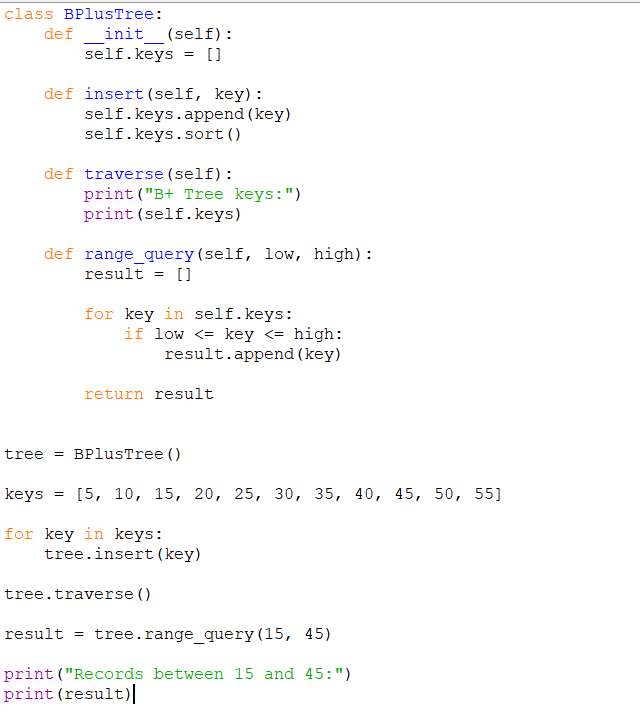 class BPlusTree:
    def __init__(self):
        self.keys = []

    def insert(self, key):
        self.keys.append(key)
        self.keys.sort()

    def traverse(self):
        print("B+ Tree keys:")
        print(self.keys)

    def range_query(self, low, high):
        result = []

        for key in self.keys:
            if low <= key <= high:
                result.append(key)

        return result


tree = BPlusTree()

keys = [5, 10, 15, 20, 25, 30, 35, 40, 45, 50, 55]

for key in keys:
    tree.insert(key)

tree.traverse()

result = tree.range_query(15, 45)

print("Records between 15 and 45:")
print(result)